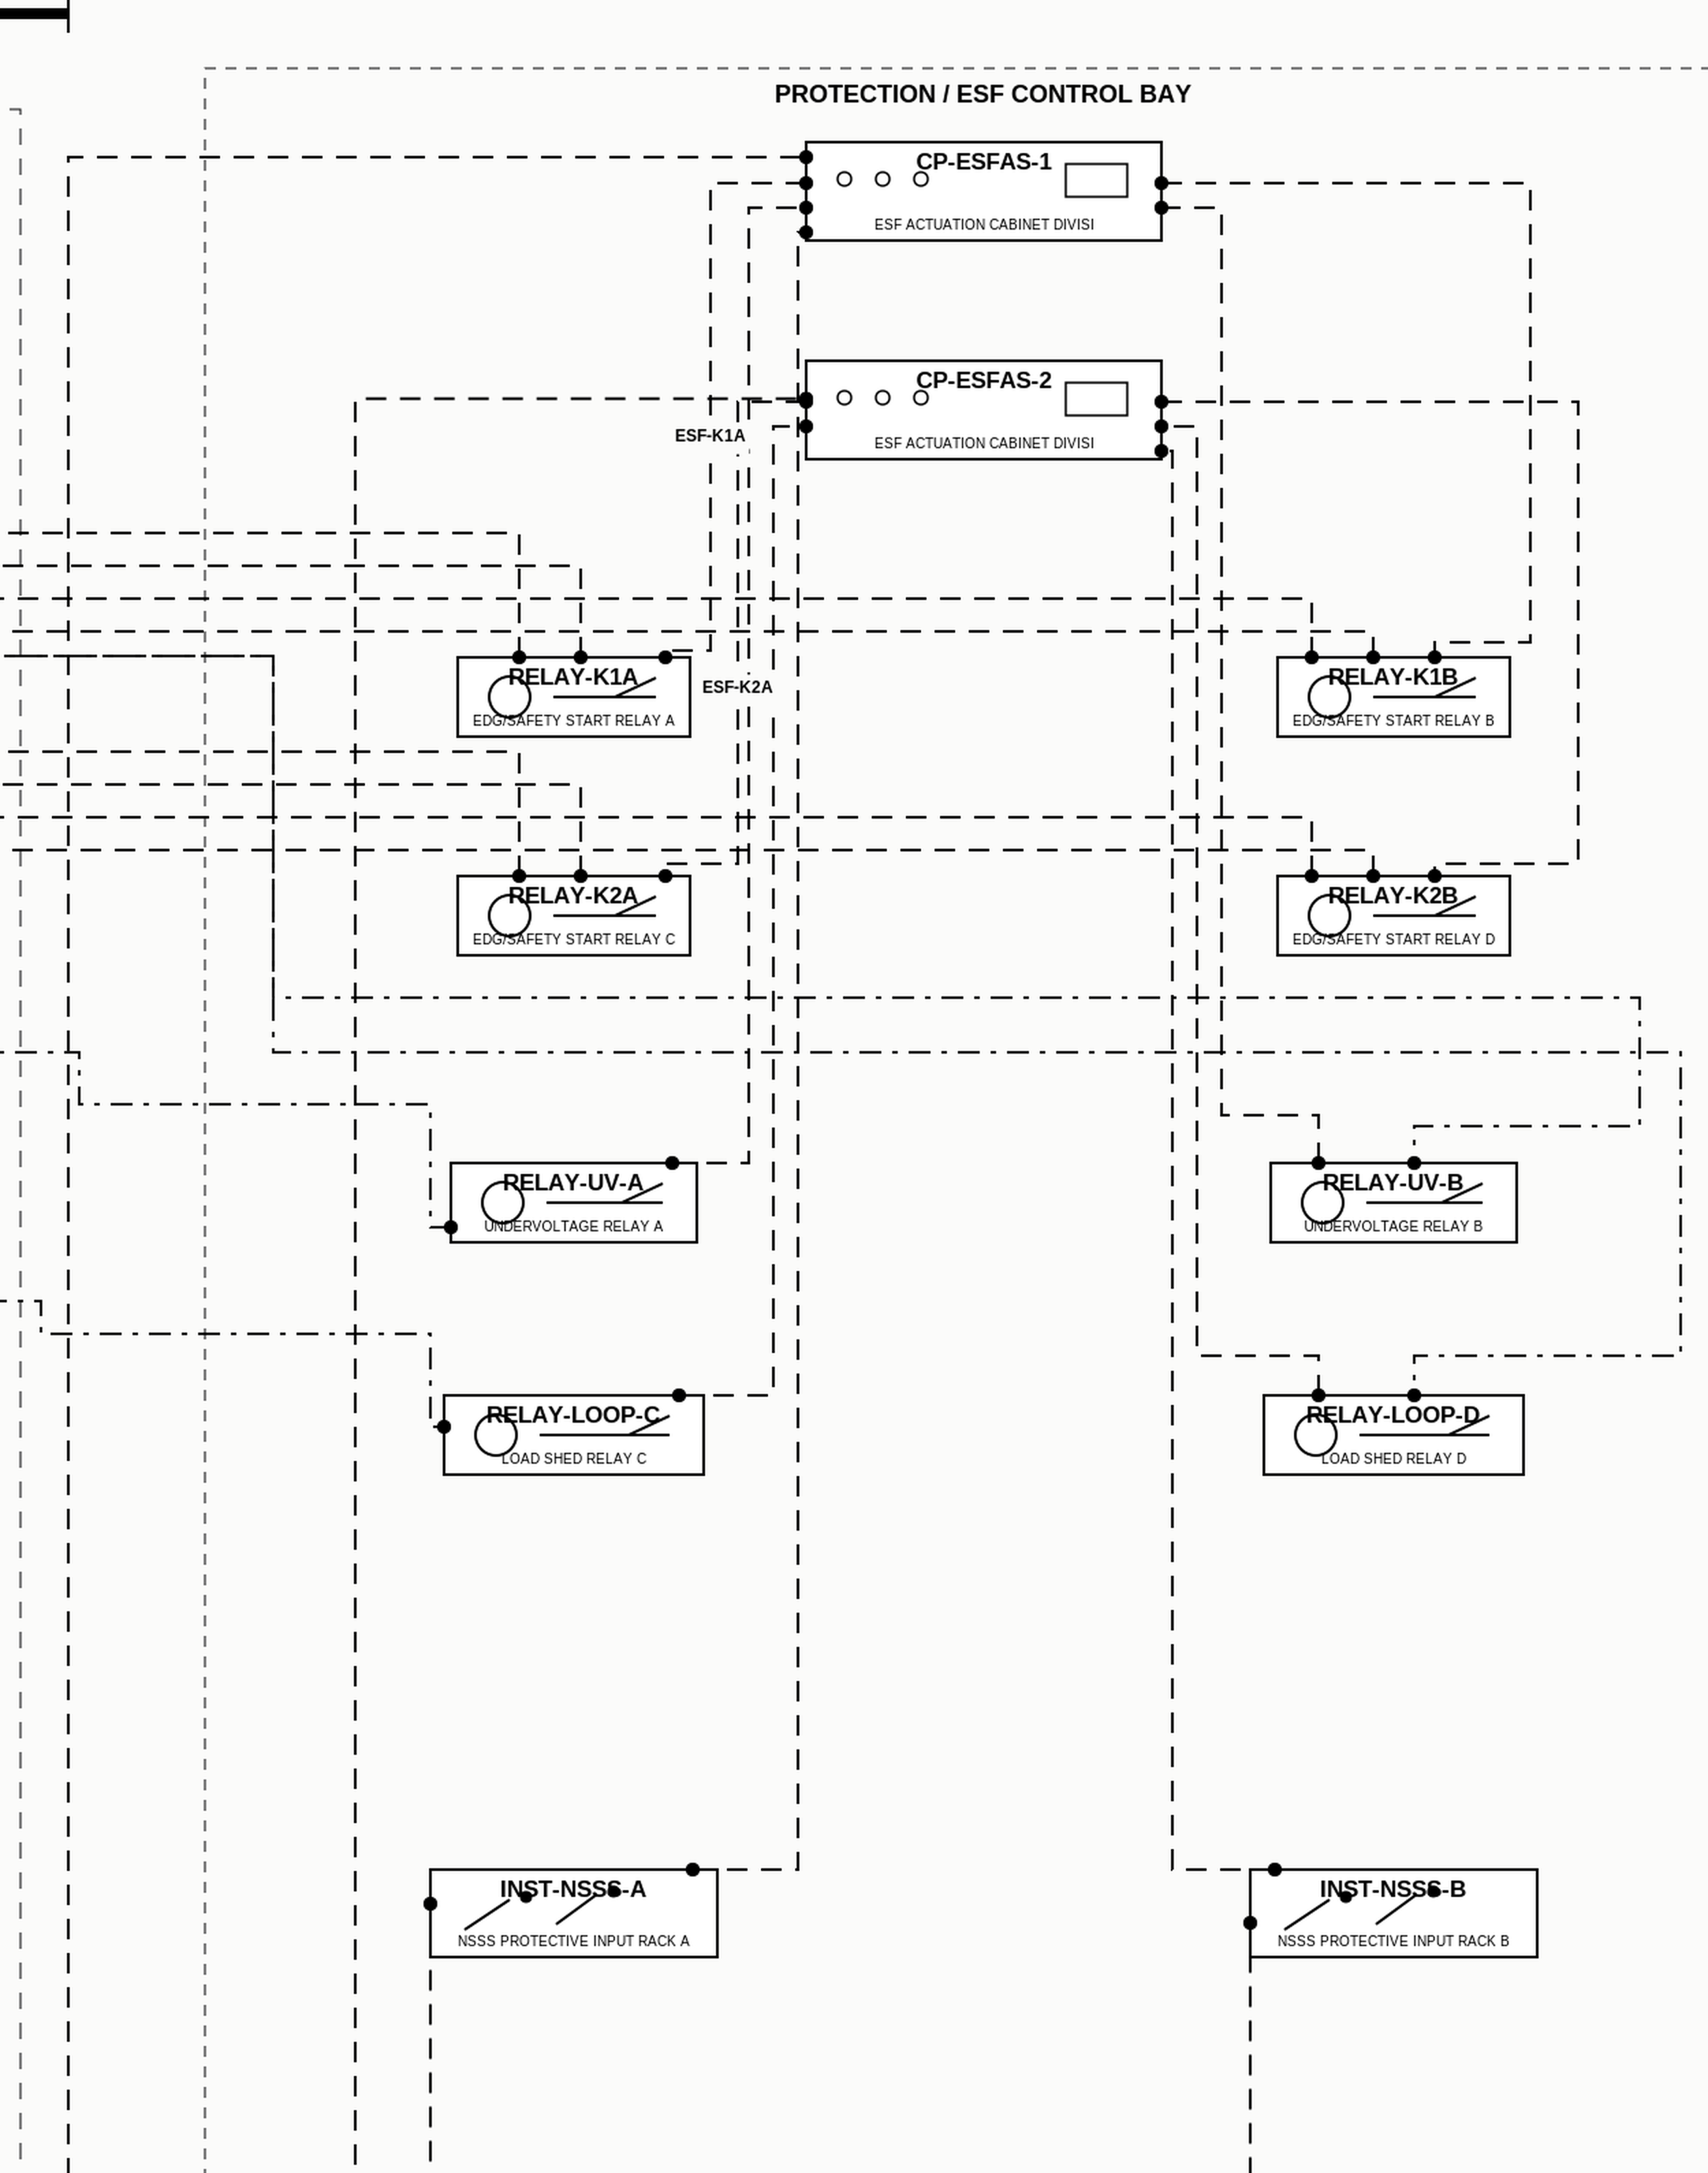 PROTECTION / ESF CONTROL BAY
CP-ESFAS-1
ESF ACTUATION CABINET DIVISI
CP-ESFAS-2
ESF ACTUATION CABINET DIVISI
ESF-K1A
RELAY-K1A
EDG/SAFETY START RELAY A
ESF-K2A
RELAY-K1B
EDG/SAFETY START RELAY B
RELAY-K2A
EDG/SAFETY START RELAY C
RELAY-K2B
EDG/SAFETY START RELAY D
RELAY-UV-A
UNDERVOLTAGE RELAY A
RELAY-UV-B
UNDERVOLTAGE RELAY B
RELAY-LOOP-C
LOAD SHED RELAY C
RELAY-LOOP-D
LOAD SHED RELAY D
INST-NSSS-A
NSSS PROTECTIVE INPUT RACK A
INST-NSSS-B
NSSS PROTECTIVE INPUT RACK B